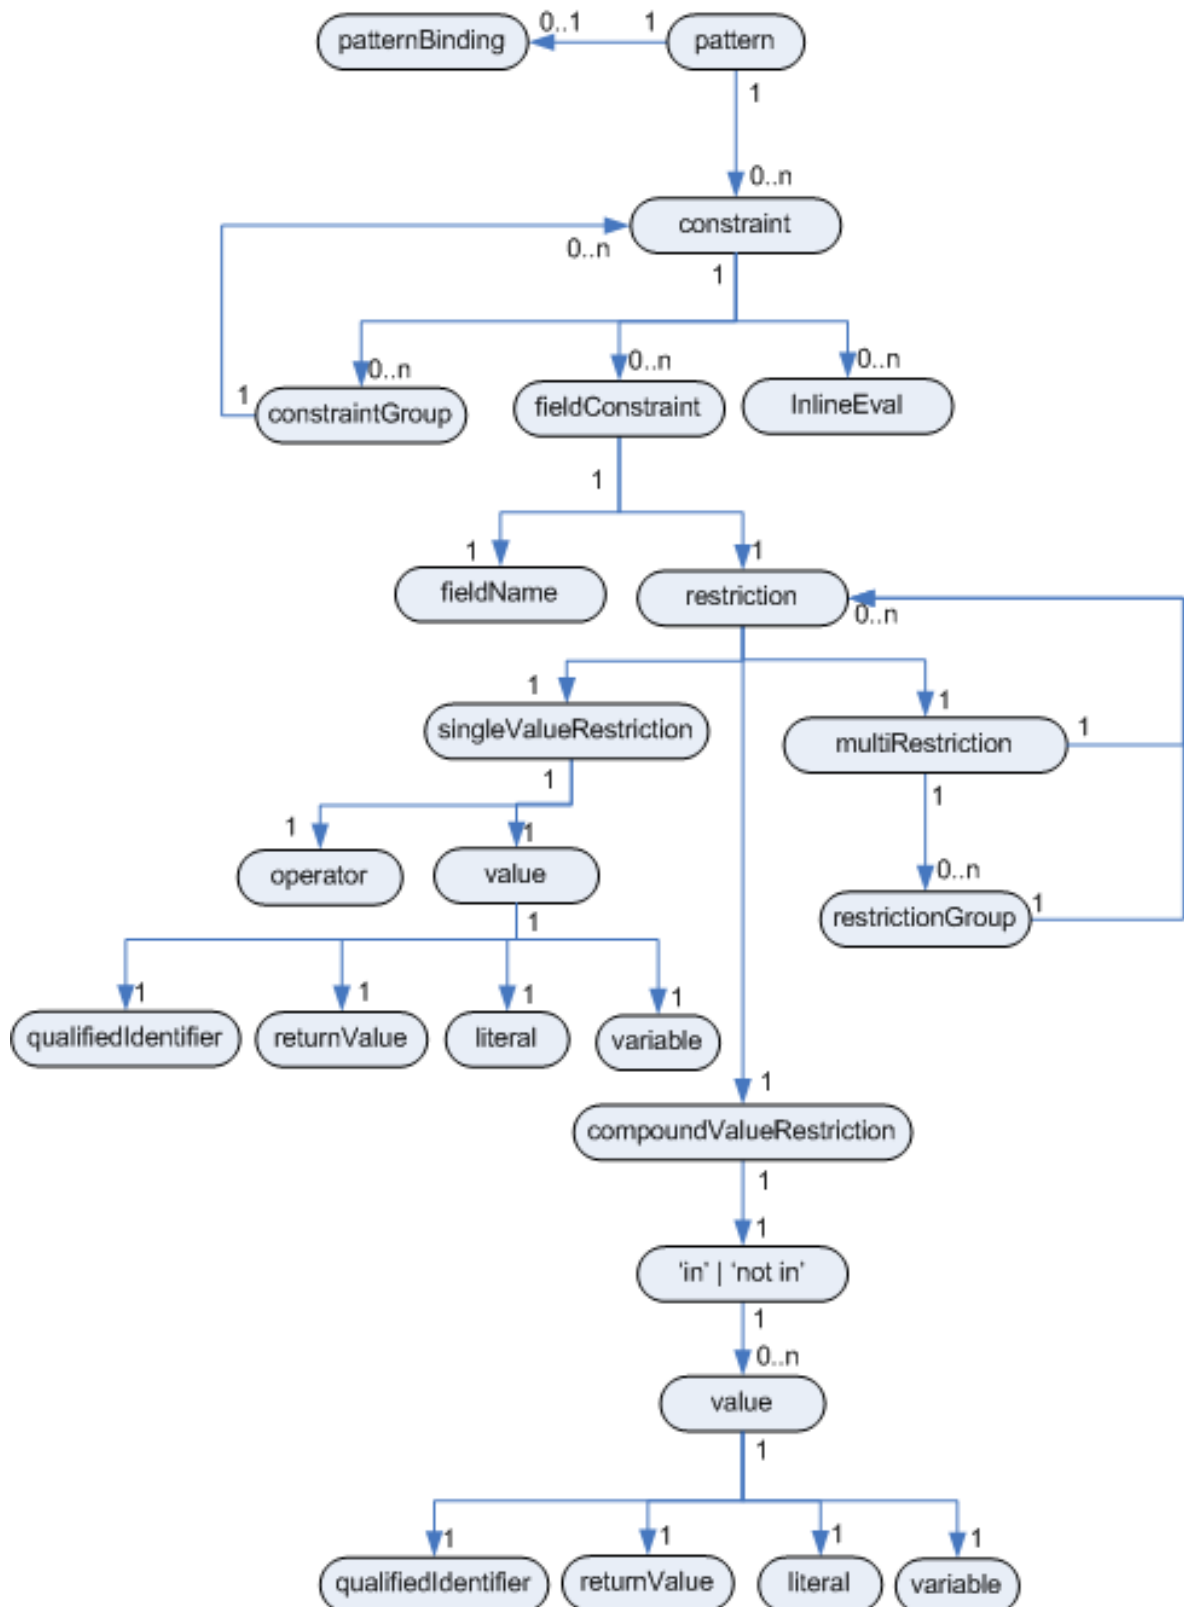 patternBinding 0..1 1 pattern
1
0..n
constraint
0..n
1
0..n 0..n 0..n
1
constraintGroup fieldConstraint InlineEval
1
1 1
fieldName restriction
0..n
1 1
singleValueRestriction multiRestriction 1
1 1
1 1
operator value 0..n
1 restrictionGroup 1
1 1 1 1
qualifiedIdentifier returnValue literal variable
1
compoundValueRestriction
1
1
'in' | 'not in'
1
0..n
value
1
1 1 1 1
qualifiedIdentifier returnValue literal variable